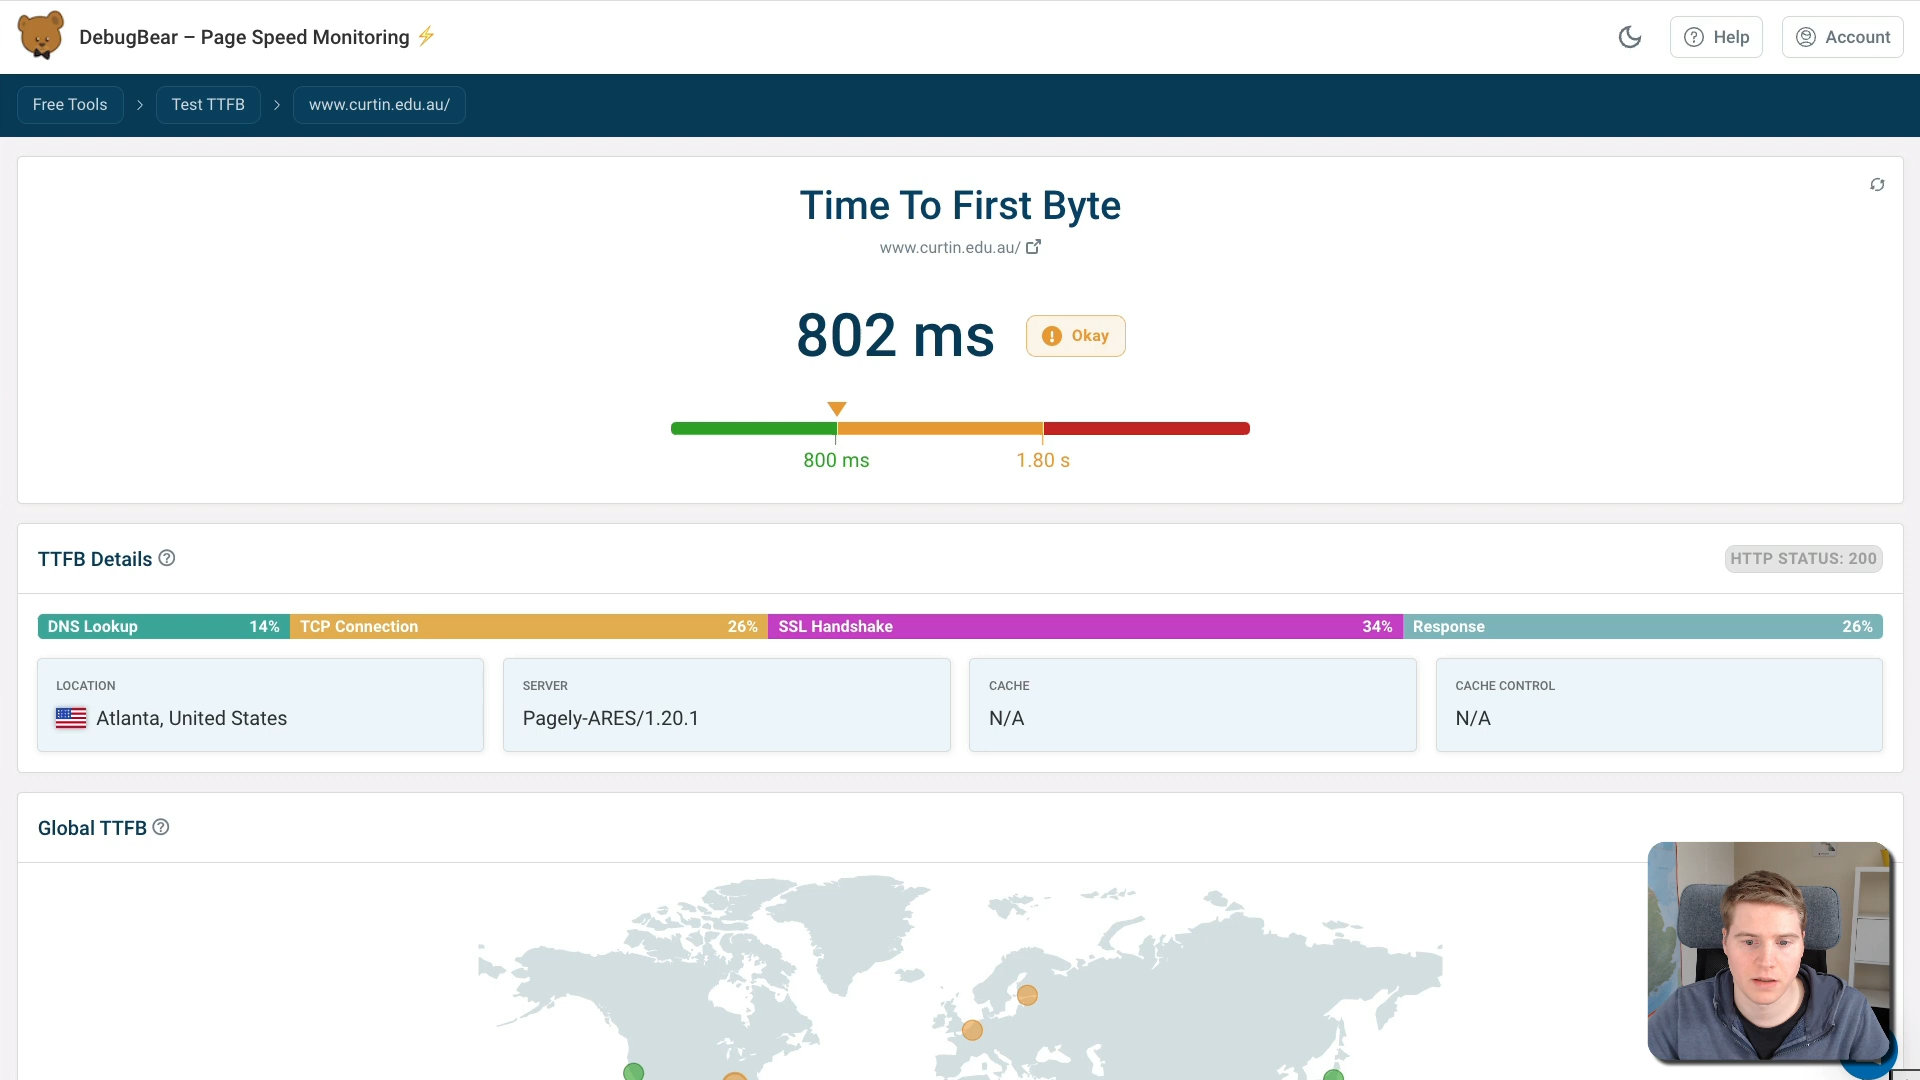 DebugBear – Page Speed Monitoring ⚡
Help
Account
Free Tools
Test TTFB
www.curtin.edu.au/
Time To First Byte
www.curtin.edu.au/
802 ms
Okay
800 ms
1.80 s
TTFB Details
HTTP STATUS: 200
DNS Lookup 14%
TCP Connection 26%
SSL Handshake 34%
Response 26%
LOCATION
Atlanta, United States
SERVER
Pagely-ARES/1.20.1
CACHE
N/A
CACHE CONTROL
N/A
Global TTFB